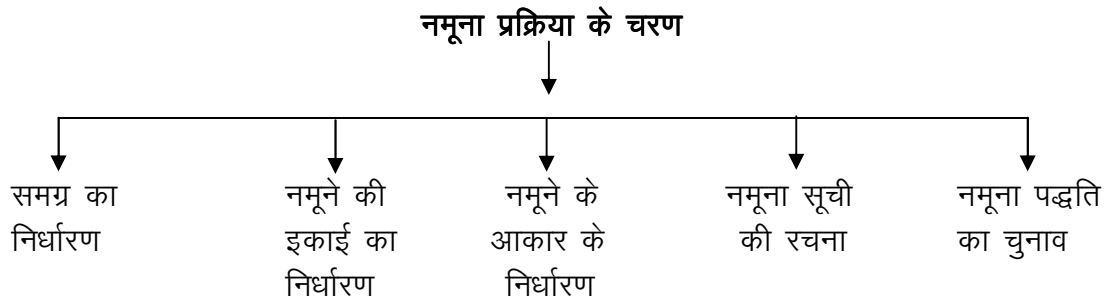 नमूना प्रक्रिया के चरण
समग्र का
निर्धारण
नमूने की
इकाई का
निर्धारण
नमूने के
आकार के
निर्धारण
नमूना सूची
की रचना
नमूना पद्धति
का चुनाव